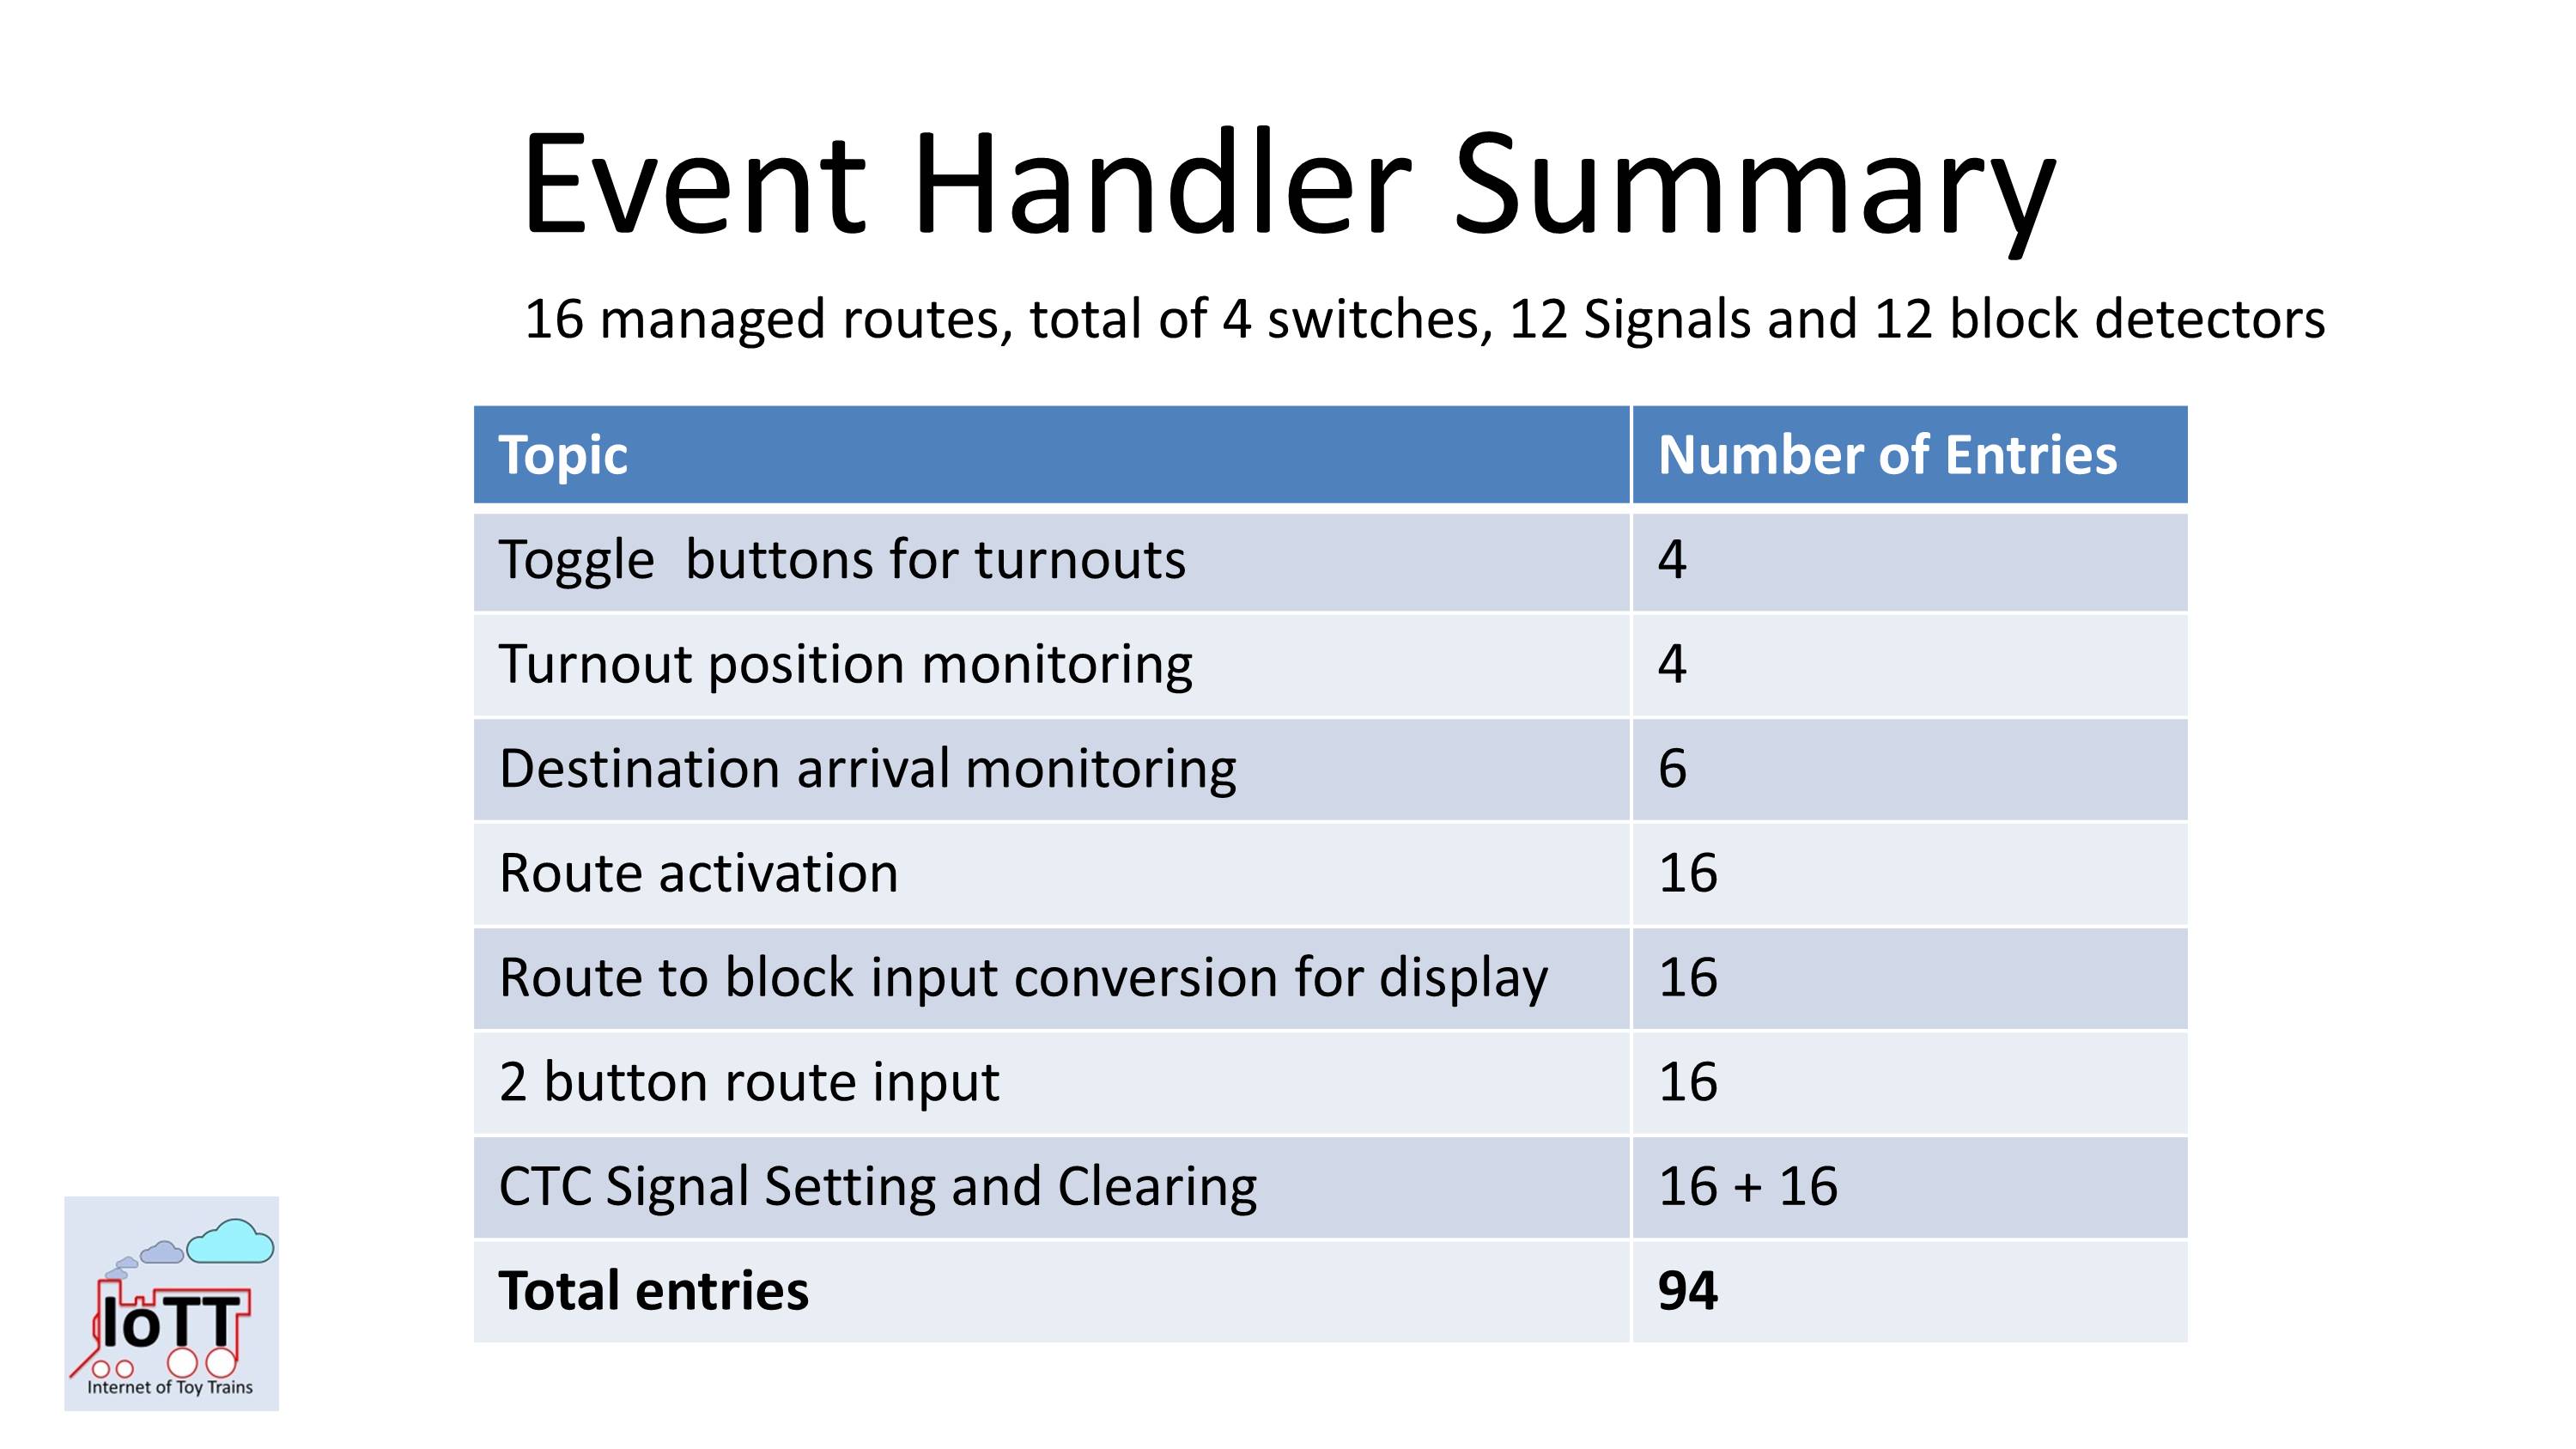 Event Handler Summary
16 managed routes, total of 4 switches, 12 Signals and 12 block detectors
Topic Number of Entries
Toggle  buttons for turnouts 4
Turnout position monitoring 4
Destination arrival monitoring 6
Route activation 16
Route to block input conversion for display 16
2 button route input 16
CTC Signal Setting and Clearing 16 + 16
Total entries 94
IoTT
Internet of Toy Trains